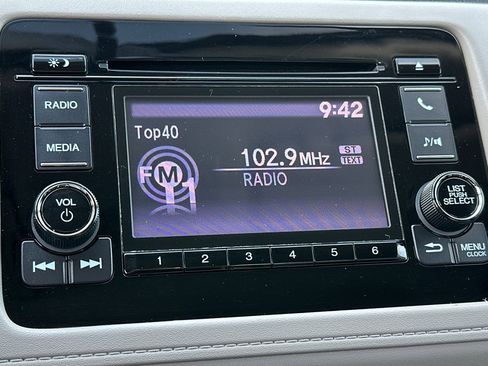 9:42
RADIO
Top40
MEDIA
102.9MHz
ST
TEXT
FM
1
RADIO
VOL
LIST
PUSH
SELECT
1 2 3 4 5 6
MENU
CLOCK